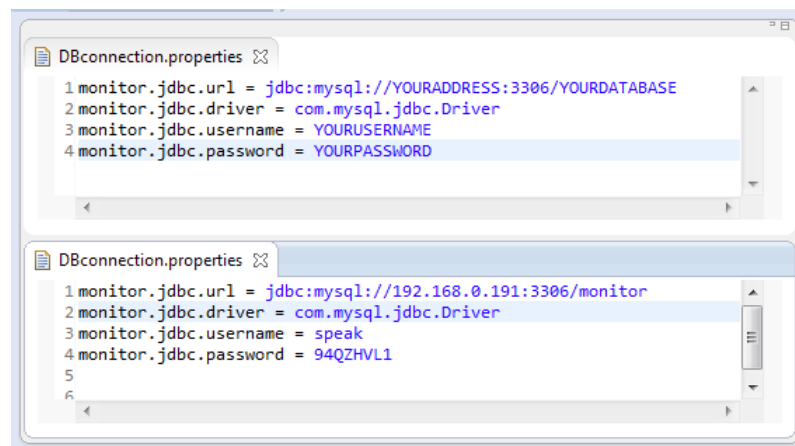 DBconnection.properties
1 monitor.jdbc.url = jdbc:mysql://YOURADDRESS:3306/YOURDATABASE
2 monitor.jdbc.driver = com.mysql.jdbc.Driver
3 monitor.jdbc.username = YOURUSERNAME
4 monitor.jdbc.password = YOURPASSWORD
DBconnection.properties
1 monitor.jdbc.url = jdbc:mysql://192.168.0.191:3306/monitor
2 monitor.jdbc.driver = com.mysql.jdbc.Driver
3 monitor.jdbc.username = speak
4 monitor.jdbc.password = 94QZHVL1
5
6